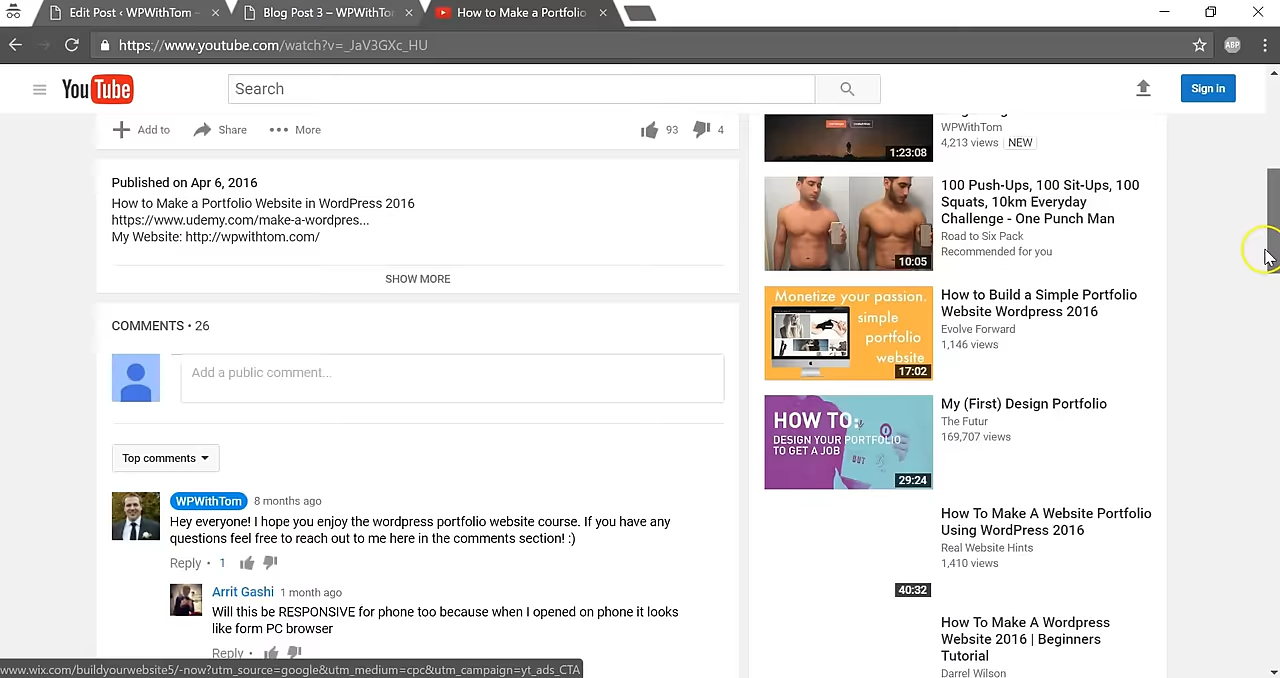 Edit Post ‹ WPWithTom –
Blog Post 3 – WPWithTo
How to Make a Portfolio
https://www.youtube.com/watch?v=_JaV3GXc_HU
ABP
YouTube
Search
Sign in
Add to
Share
More
93
4
Published on Apr 6, 2016
How to Make a Portfolio Website in WordPress 2016
https://www.udemy.com/make-a-wordpres...
My Website: http://wpwithtom.com/
SHOW MORE
COMMENTS • 26
Add a public comment...
Top comments
WPWithTom 8 months ago
Hey everyone! I hope you enjoy the wordpress portfolio website course. If you have any
questions feel free to reach out to me here in the comments section! :)
Reply • 1
Arrit Gashi 1 month ago
Will this be RESPONSIVE for phone too because when I opened on phone it looks
like form PC browser
Reply •
www.wix.com/buildyourwebsite5/-now?utm_source=google&utm_medium=cpc&utm_campaign=yt_ads_CTA
WPWithTom
4,213 views NEW
1:23:08
100 Push-Ups, 100 Sit-Ups, 100
Squats, 10km Everyday
Challenge - One Punch Man
Road to Six Pack
Recommended for you
10:05
Monetize your passion.
simple
portfolio
website
17:02
How to Build a Simple Portfolio
Website Wordpress 2016
Evolve Forward
1,146 views
HOW TO:
DESIGN YOUR PORTFOLIO
TO GET A JOB
OUT
29:24
My (First) Design Portfolio
The Futur
169,707 views
How To Make A Website Portfolio
Using WordPress 2016
Real Website Hints
1,410 views
40:32
How To Make A Wordpress
Website 2016 | Beginners
Tutorial
Darrel Wilson